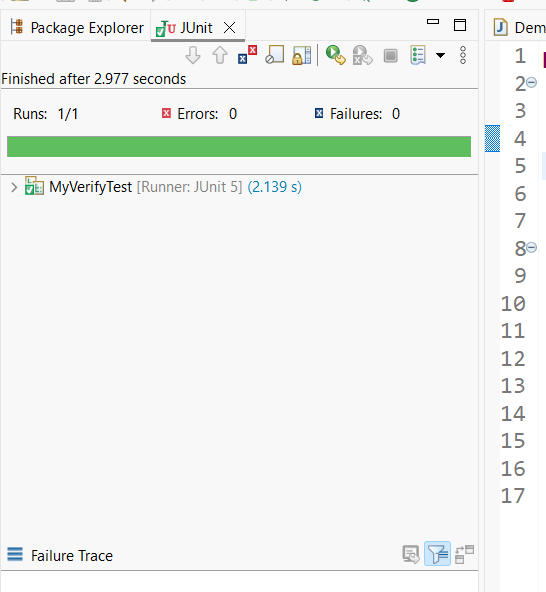 Package Explorer JUnit
Finished after 2.977 seconds
Runs: 1/1 Errors: 0 Failures: 0
MyVerifyTest [Runner: JUnit 5] (2.139 s)
Failure Trace
Dem
1
2
3
4
5
6
7
8
9
10
11
12
13
14
15
16
17